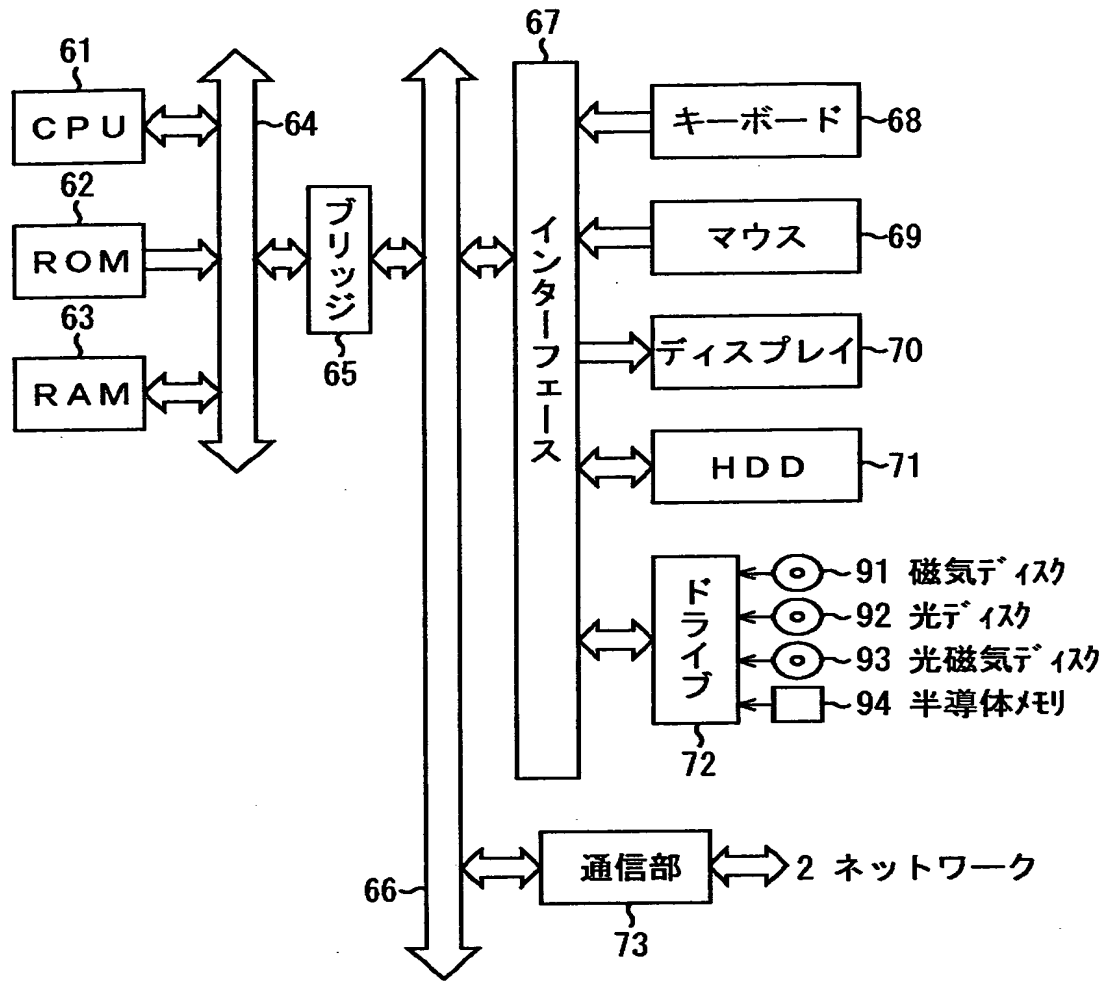 61
CPU
62
ROM
63
RAM
64
ブリッジ
65
66
67
インターフェース
キーボード 68
マウス 69
ディスプレイ 70
HDD 71
ドライブ
72
91 磁気ディスク
92 光ディスク
93 光磁気ディスク
94 半導体メモリ
通信部
73
2 ネットワーク